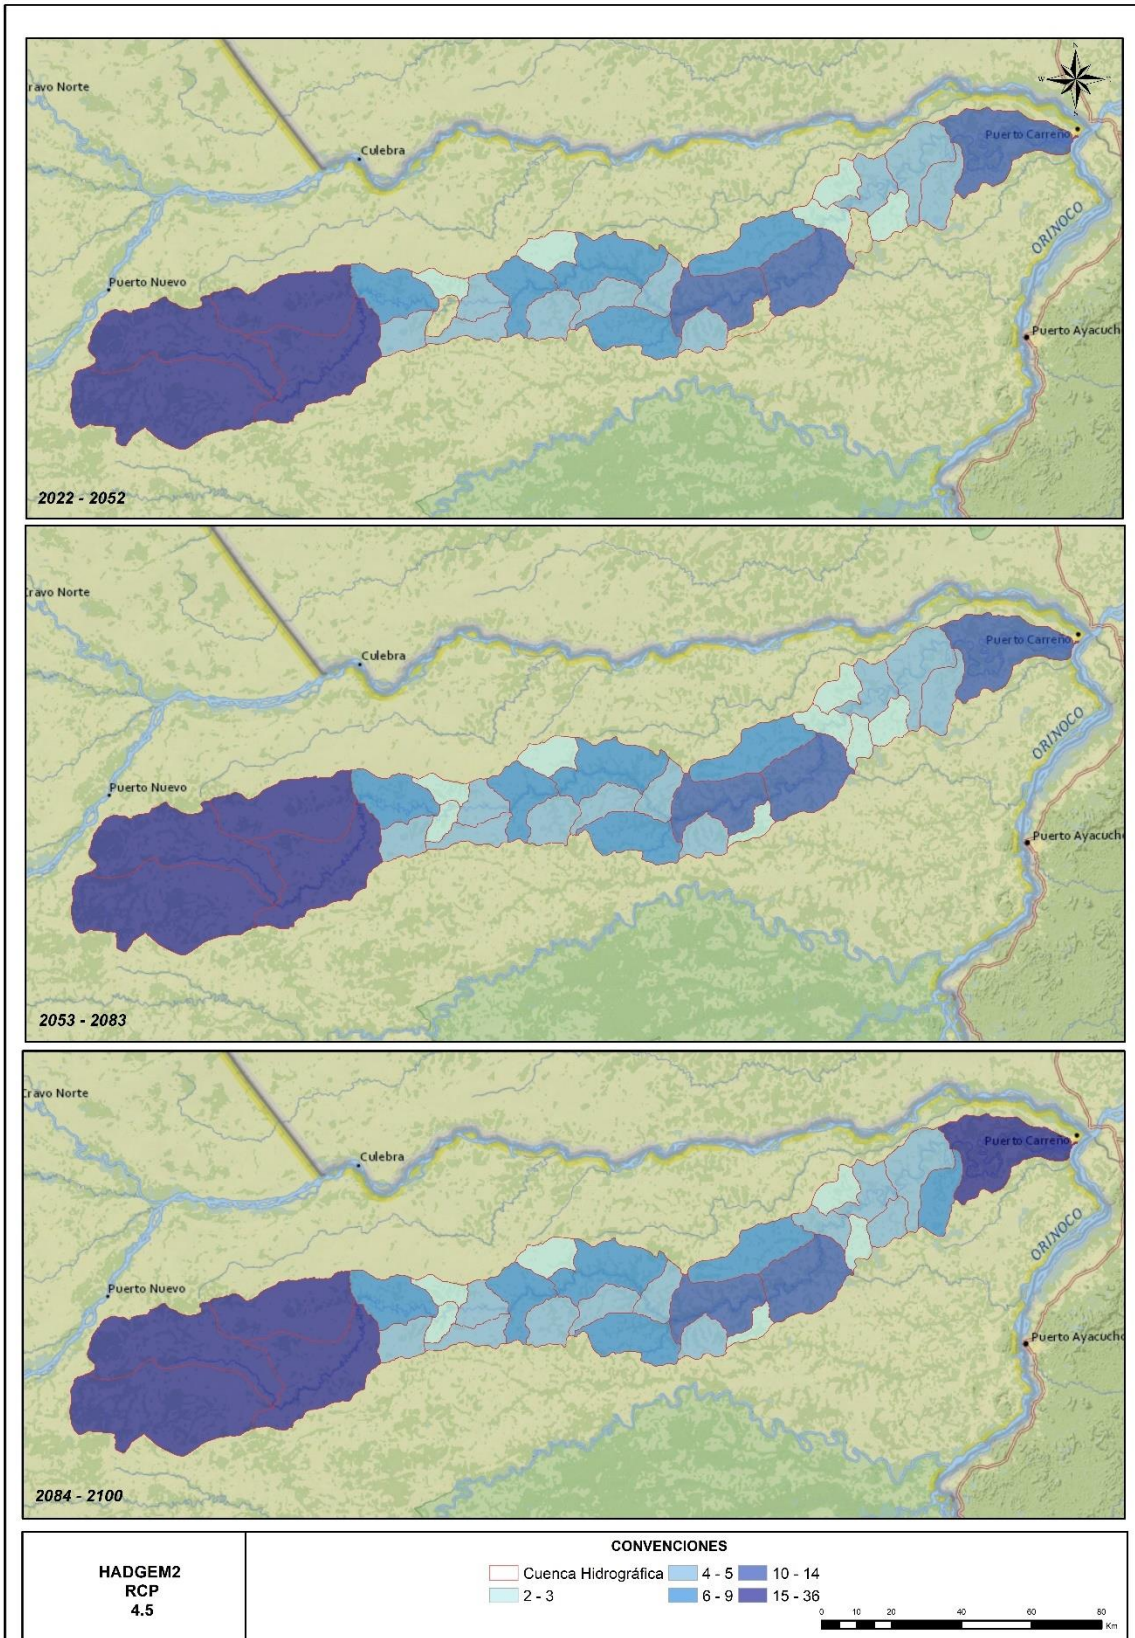 ravo Norte
N
W
S
Culebra
Puerto Carreño
ORINOCO
Puerto Nuevo
Puerto Ayacuch
2022 - 2052
Cravo Norte
Culebra
Puerto Carreño
ORINOCO
Puerto Nuevo
Puerto Ayacuch
2053 - 2083
Cravo Norte
Culebra
Puerto Carreño
ORINOCO
Puerto Nuevo
Puerto Ayacucho
2084 - 2100
HADGEM2
RCP
4.5
CONVENCIONES
Cuenca Hidrográfica 4 - 5 10 - 14
2 - 3 6 - 9 15 - 36
0 10 20 40 60 80
Km